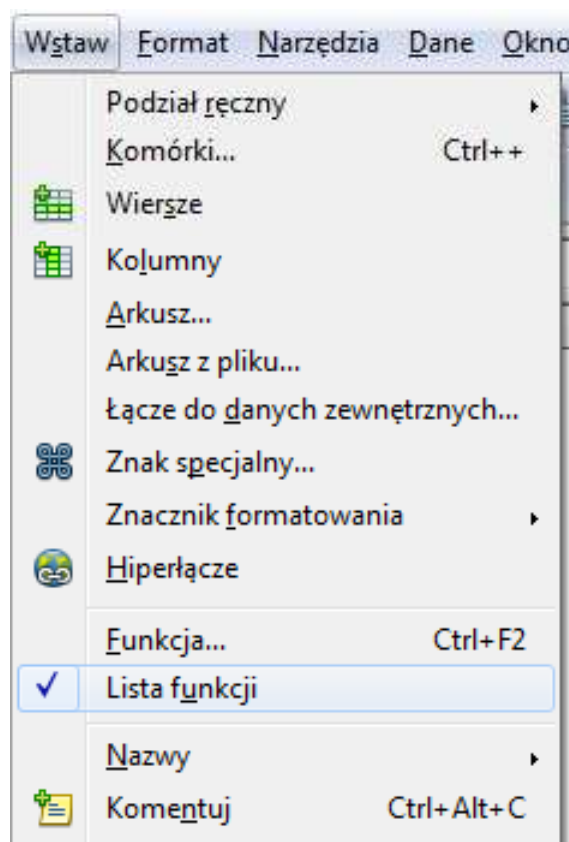 Wstaw Format Narzędzia Dane Okno
Podział ręczny
Komórki... Ctrl++
Wiersze
Kolumny
Arkusz...
Arkusz z pliku...
Łącze do danych zewnętrznych...
Znak specjalny...
Znacznik formatowania
Hiperłącze
Funkcja... Ctrl+F2
Lista funkcji
Nazwy
Komentuj Ctrl+Alt+C